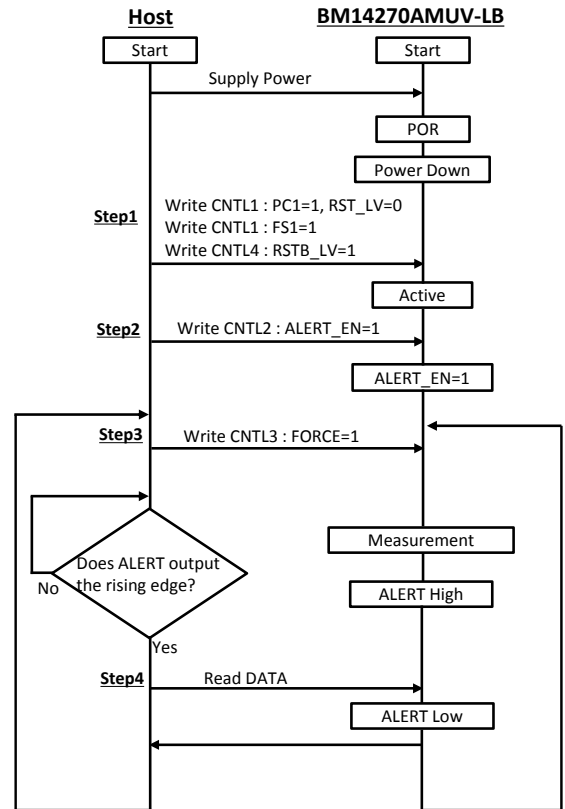 Host
BM14270AMUV-LB
Start
Start
Supply Power
POR
Power Down
Step1
Write CNTL1 : PC1=1, RST_LV=0
Write CNTL1 : FS1=1
Write CNTL4 : RSTB_LV=1
Active
Step2
Write CNTL2 : ALERT_EN=1
ALERT_EN=1
Step3
Write CNTL3 : FORCE=1
Measurement
Does ALERT output
the rising edge?
No
ALERT High
Yes
Step4
Read DATA
ALERT Low